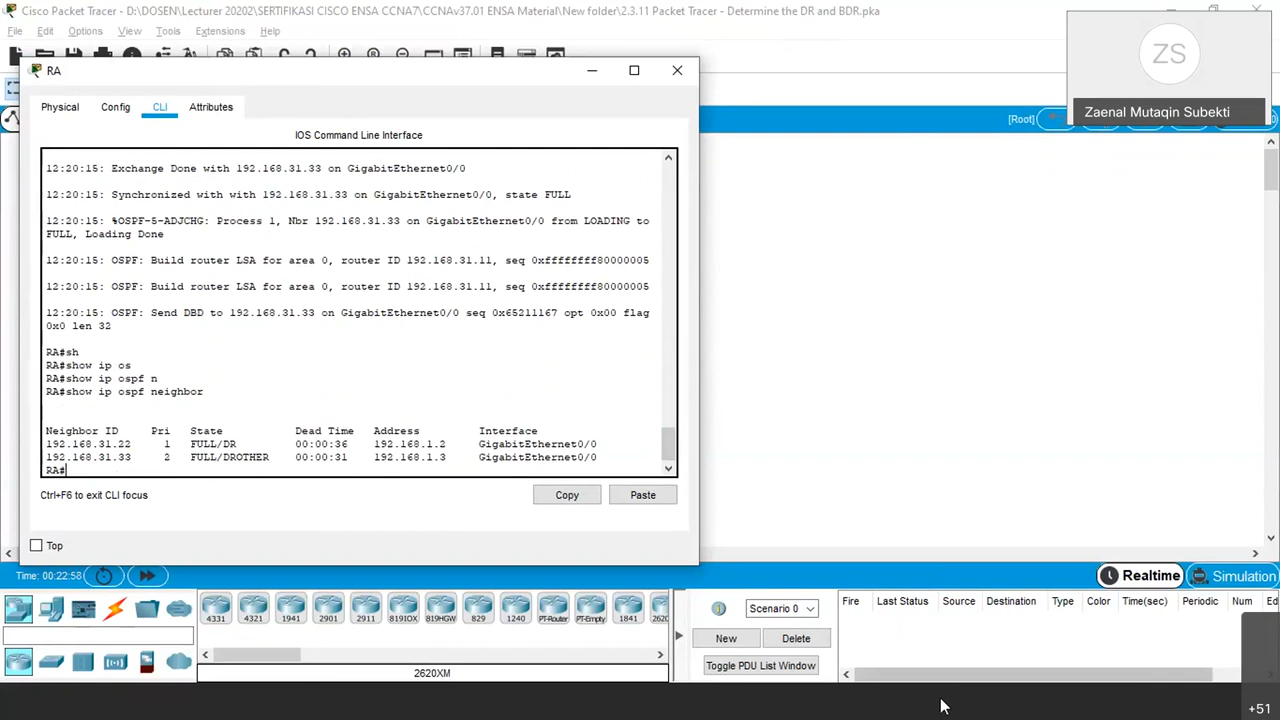 Cisco Packet Tracer - D:\DOSEN\Lecturer 20202\SERTIFIKASI CISCO ENSA CCNA7\CCNAv37.01 ENSA Material\New folder\2.3.11 Packet Tracer - Determine the DR and BDR.pka
File Edit Options View Tools Extensions Help
ZS
Zaenal Mutaqin Subekti
RA
Physical Config CLI Attributes
[Root]
IOS Command Line Interface
12:20:15: Exchange Done with 192.168.31.33 on GigabitEthernet0/0
12:20:15: Synchronized with with 192.168.31.33 on GigabitEthernet0/0, state FULL
12:20:15: %OSPF-5-ADJCHG: Process 1, Nbr 192.168.31.33 on GigabitEthernet0/0 from LOADING to
FULL, Loading Done
12:20:15: OSPF: Build router LSA for area 0, router ID 192.168.31.11, seq 0xffffffff80000005
12:20:15: OSPF: Build router LSA for area 0, router ID 192.168.31.11, seq 0xffffffff80000005
12:20:15: OSPF: Send DBD to 192.168.31.33 on GigabitEthernet0/0 seq 0x65211167 opt 0x00 flag
0x0 len 32
RA#sh
RA#show ip os
RA#show ip ospf n
RA#show ip ospf neighbor
Neighbor ID Pri State Dead Time Address Interface
192.168.31.22 1 FULL/DR 00:00:36 192.168.1.2 GigabitEthernet0/0
192.168.31.33 2 FULL/DROTHER 00:00:31 192.168.1.3 GigabitEthernet0/0
RA#
Ctrl+F6 to exit CLI focus
Copy Paste
Top
Time: 00:22:58
Realtime Simulation
4331 4321 1941 2901 2911 819IOX 819HGW 829 1240 PT-Router PT-Empty 1841
2620XM
Scenario 0
New Delete
Toggle PDU List Window
Fire Last Status Source Destination Type Color Time(sec) Periodic Num Ed
+51